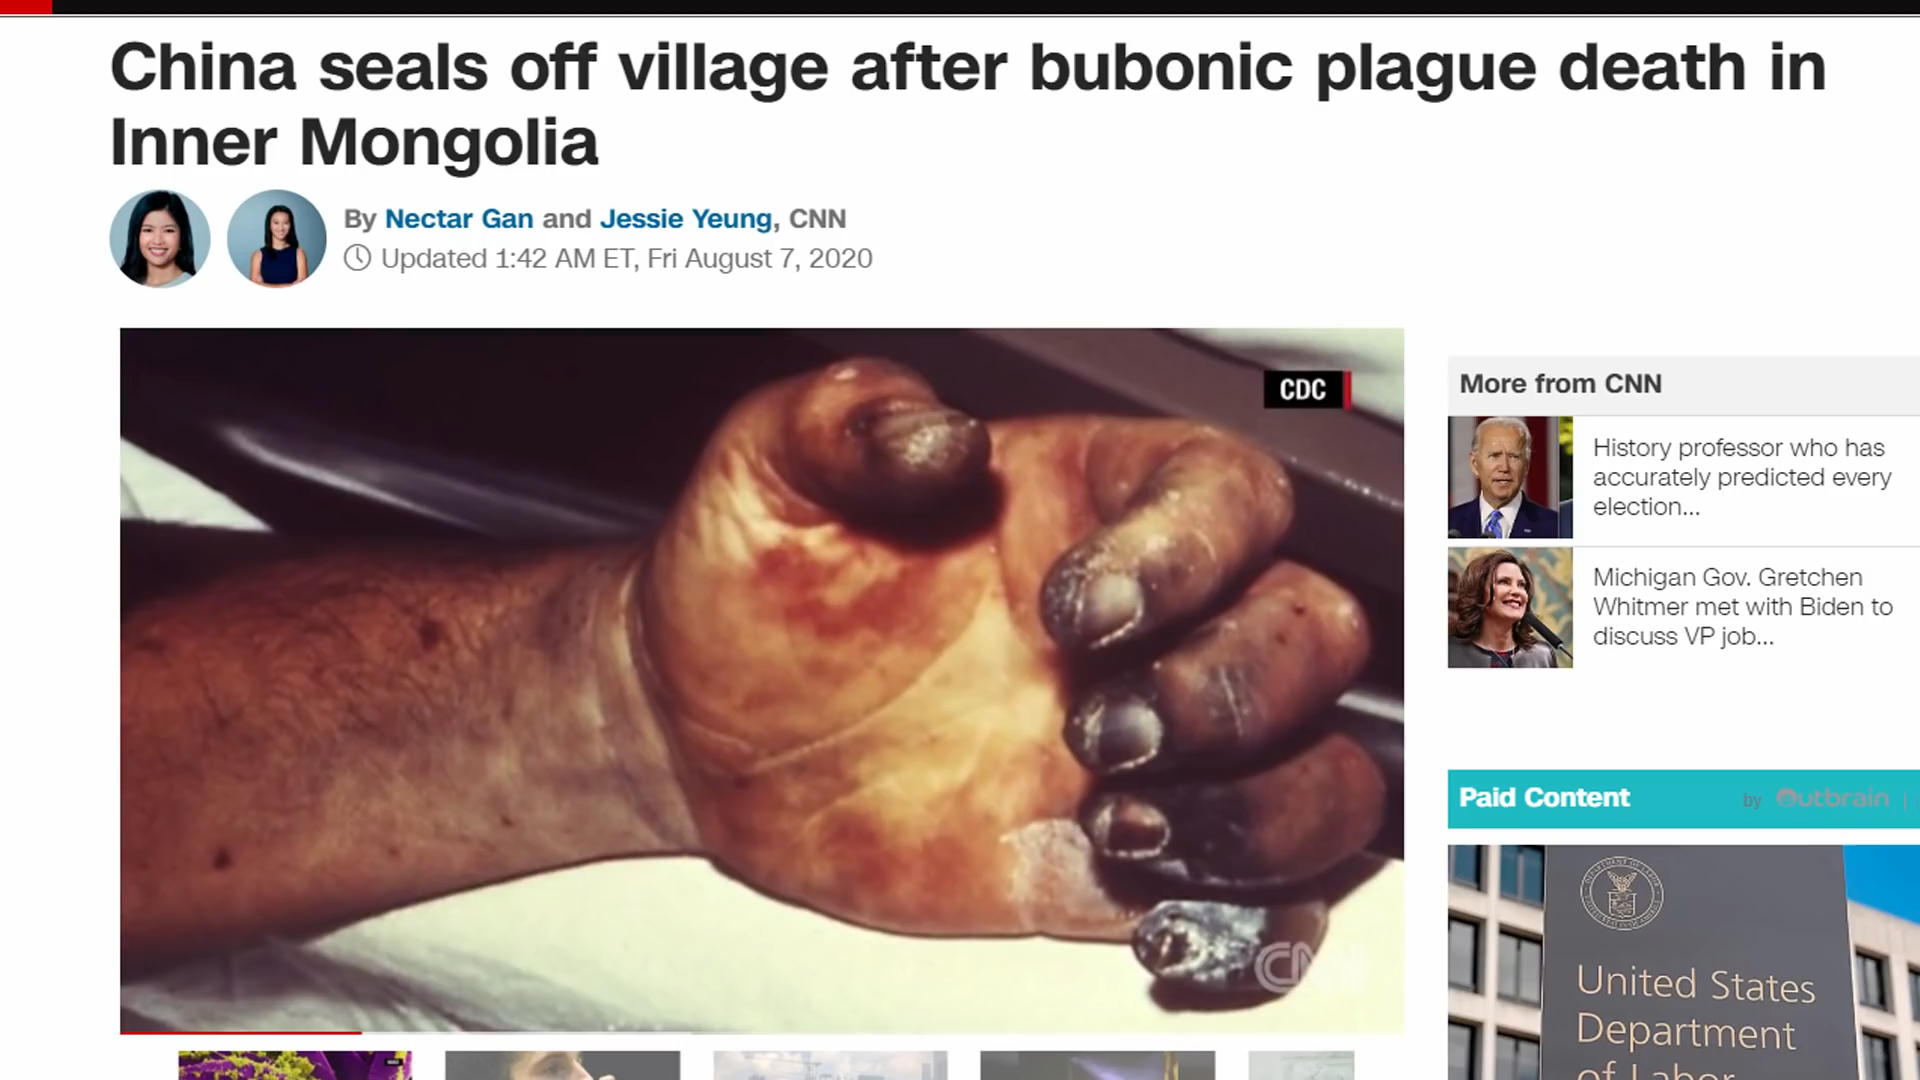 China seals off village after bubonic plague death in
Inner Mongolia
By Nectar Gan and Jessie Yeung, CNN
Updated 1:42 AM ET, Fri August 7, 2020
CDC
CNN
More from CNN
History professor who has
accurately predicted every
election...
Michigan Gov. Gretchen
Whitmer met with Biden to
discuss VP job...
Paid Content
by Outbrain |
United States
Department
of Labor